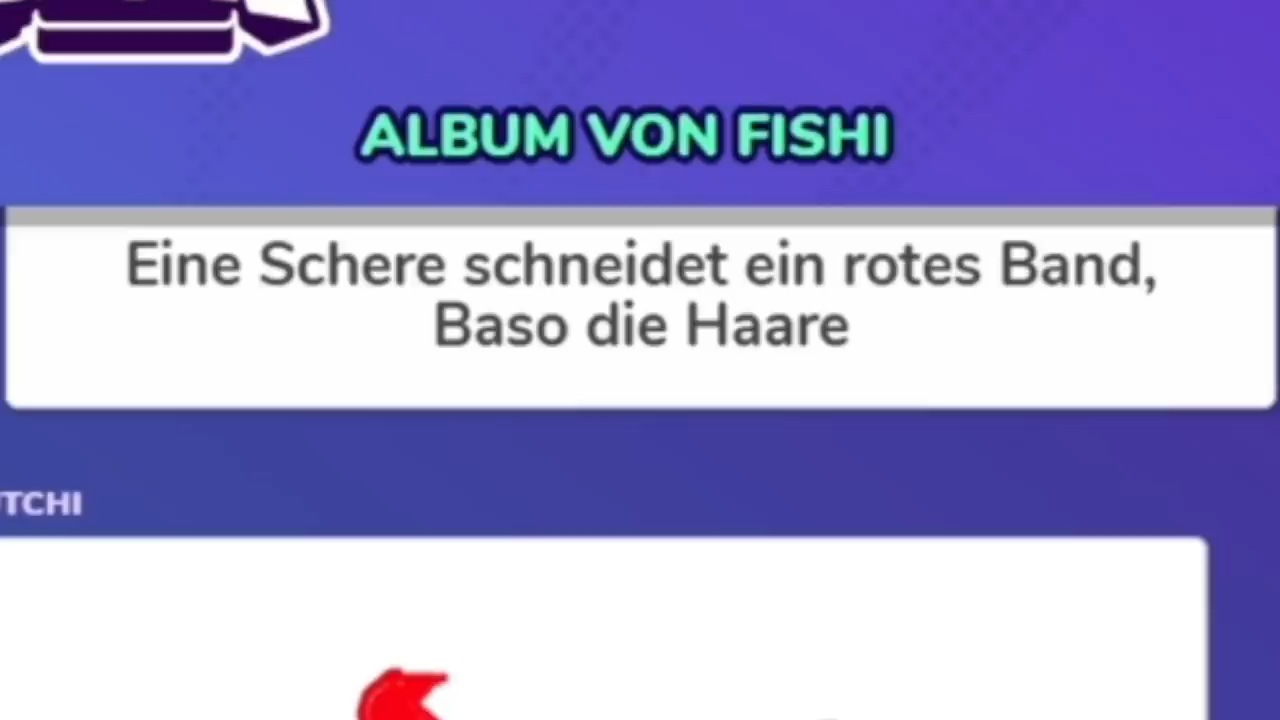 ALBUM VON FISHI
Eine Schere schneidet ein rotes Band,
Baso die Haare
TCHI